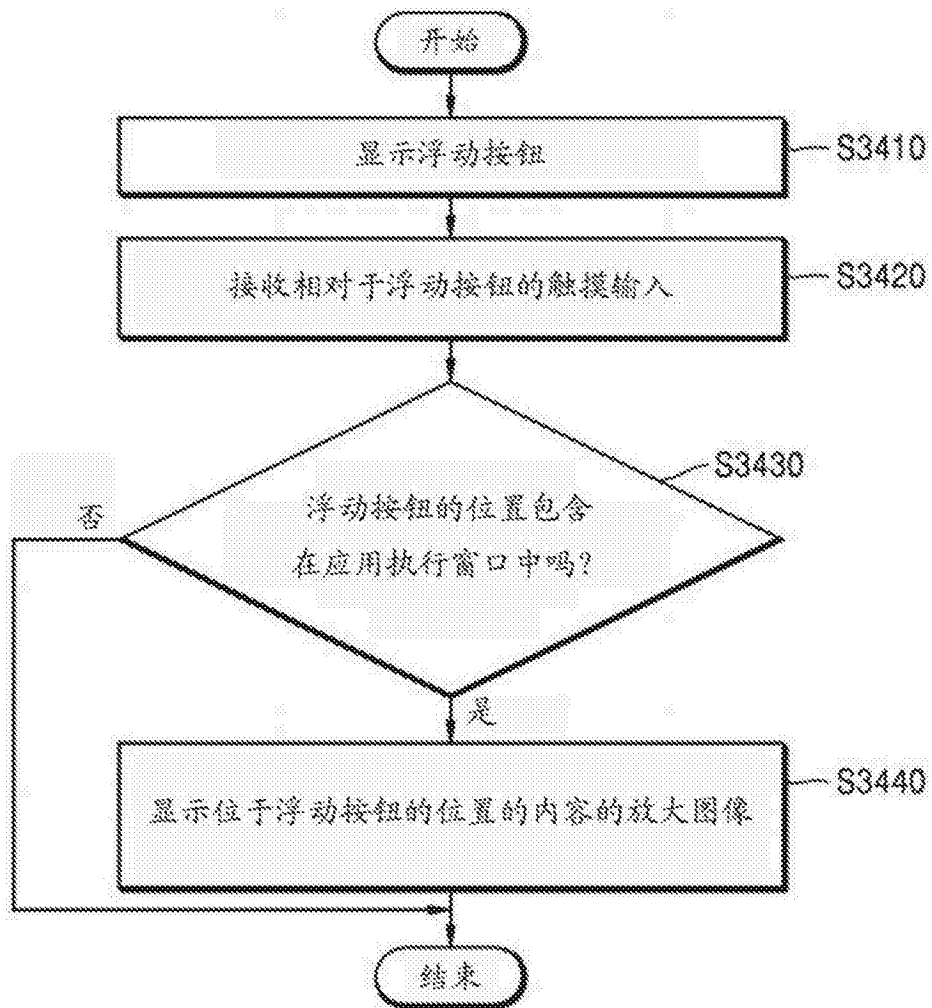 开始
显示浮动按钮
S3410
接收相对于浮动按钮的触摸输入
S3420
浮动按钮的位置包含
在应用执行窗口中吗?
S3430
否
是
显示位于浮动按钮的位置的内容的放大图像
S3440
结束